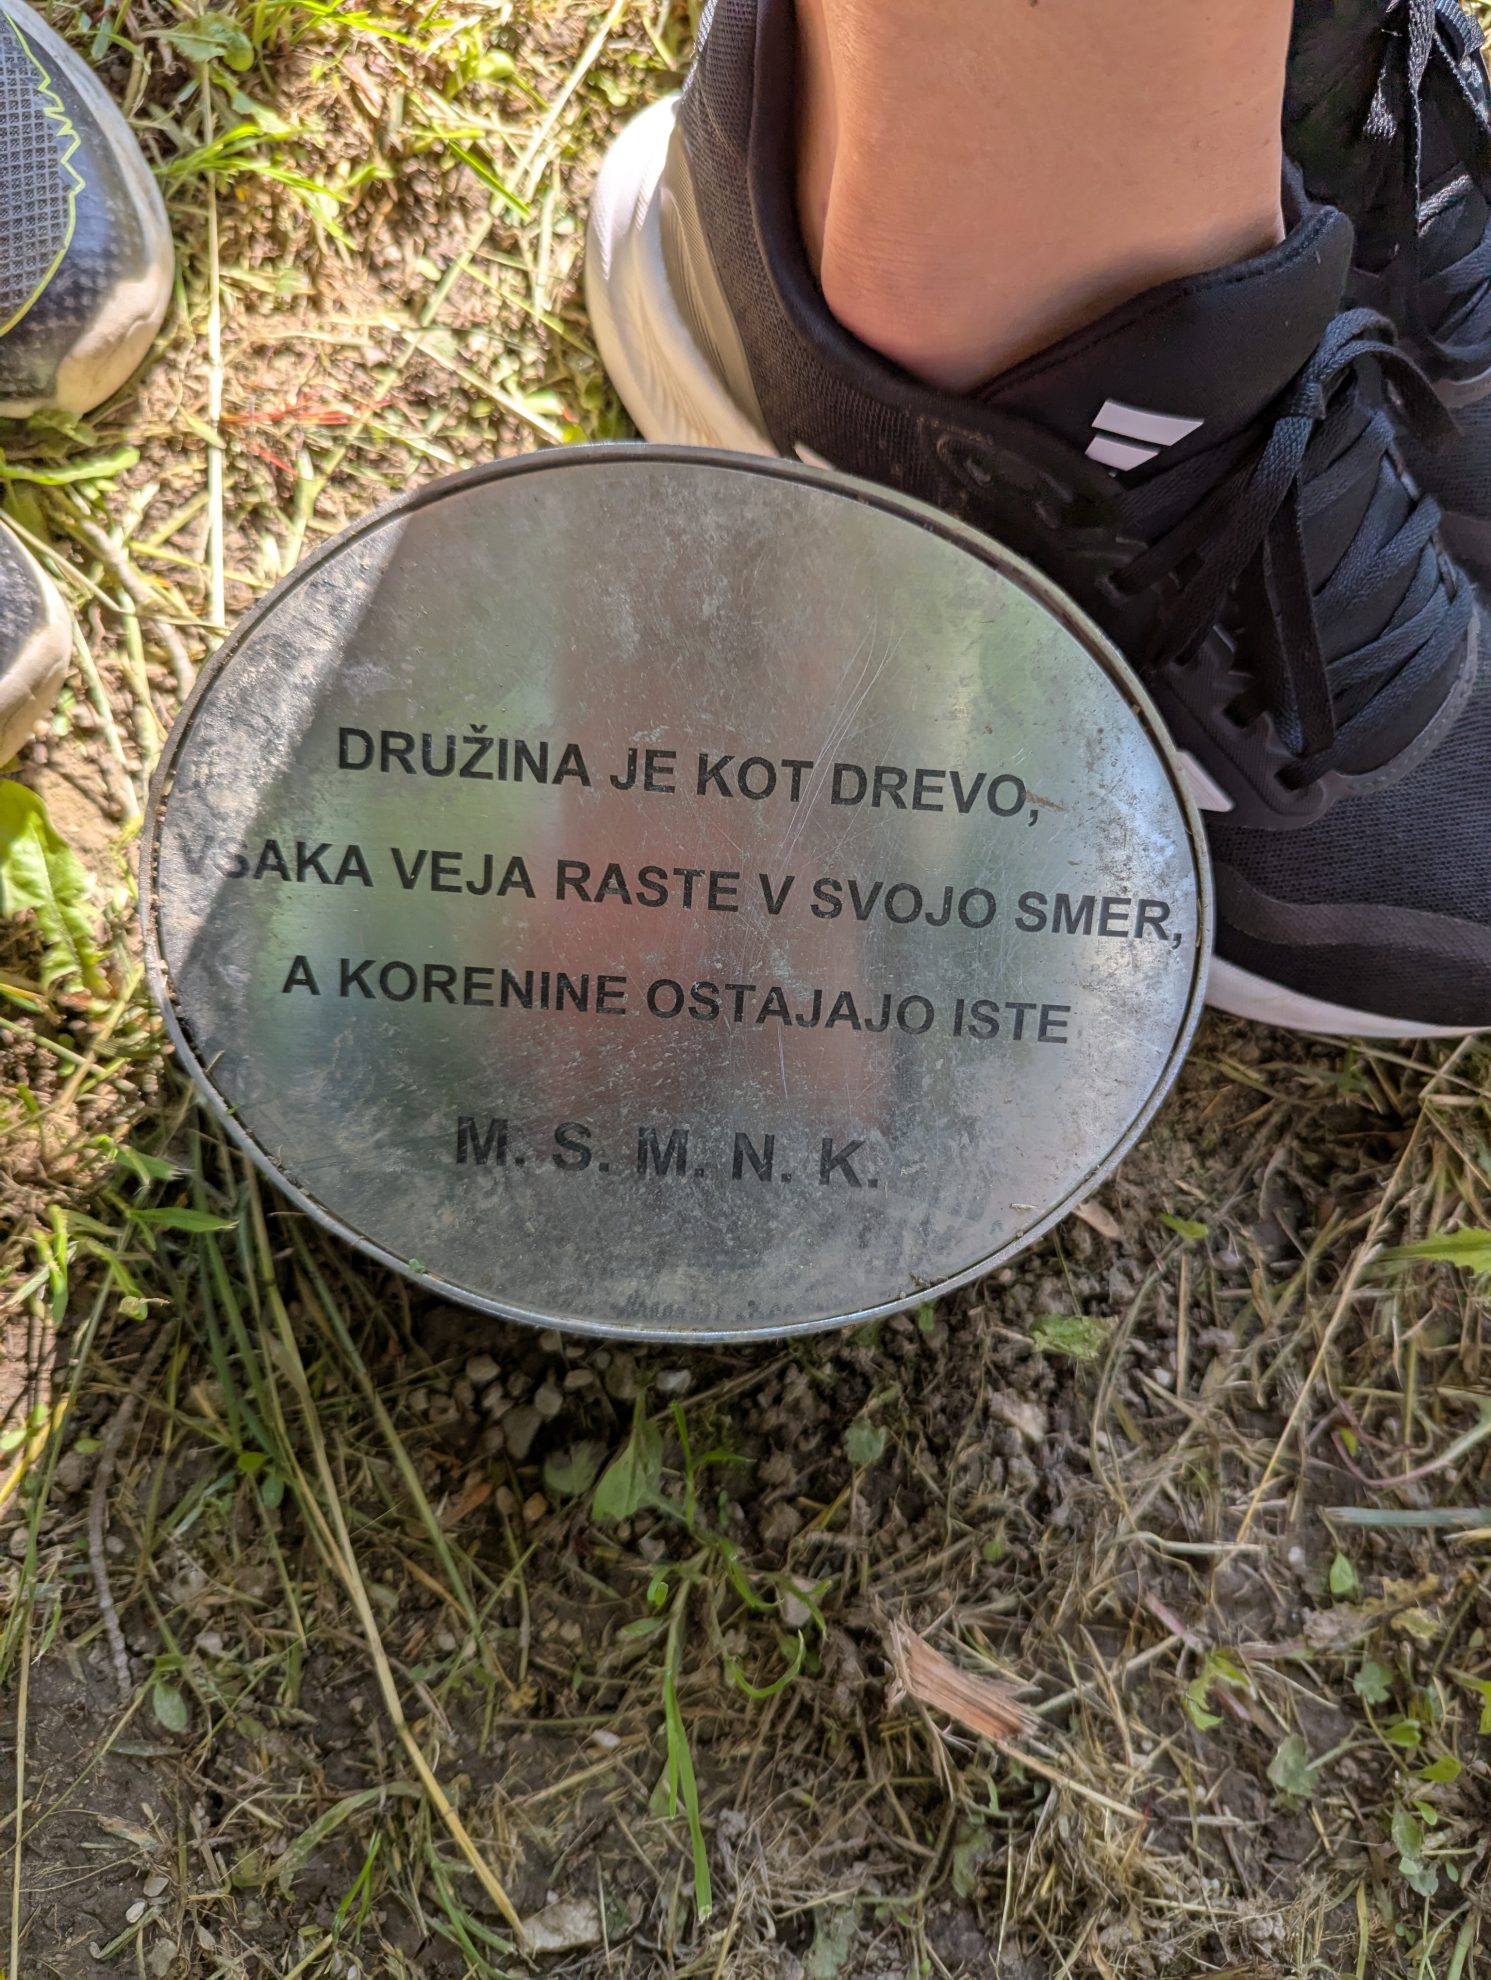 DRUŽINA JE KOT DREVO,
VSAKA VEJA RASTE V SVOJO SMER,
A KORENINE OSTAJAJO ISTE
M. S. M. N. K.